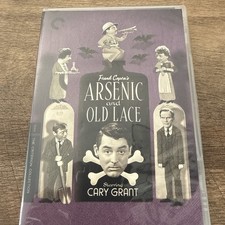 Frank Capra's
ARSENIC
and
OLD LACE
Starring
CARY GRANT